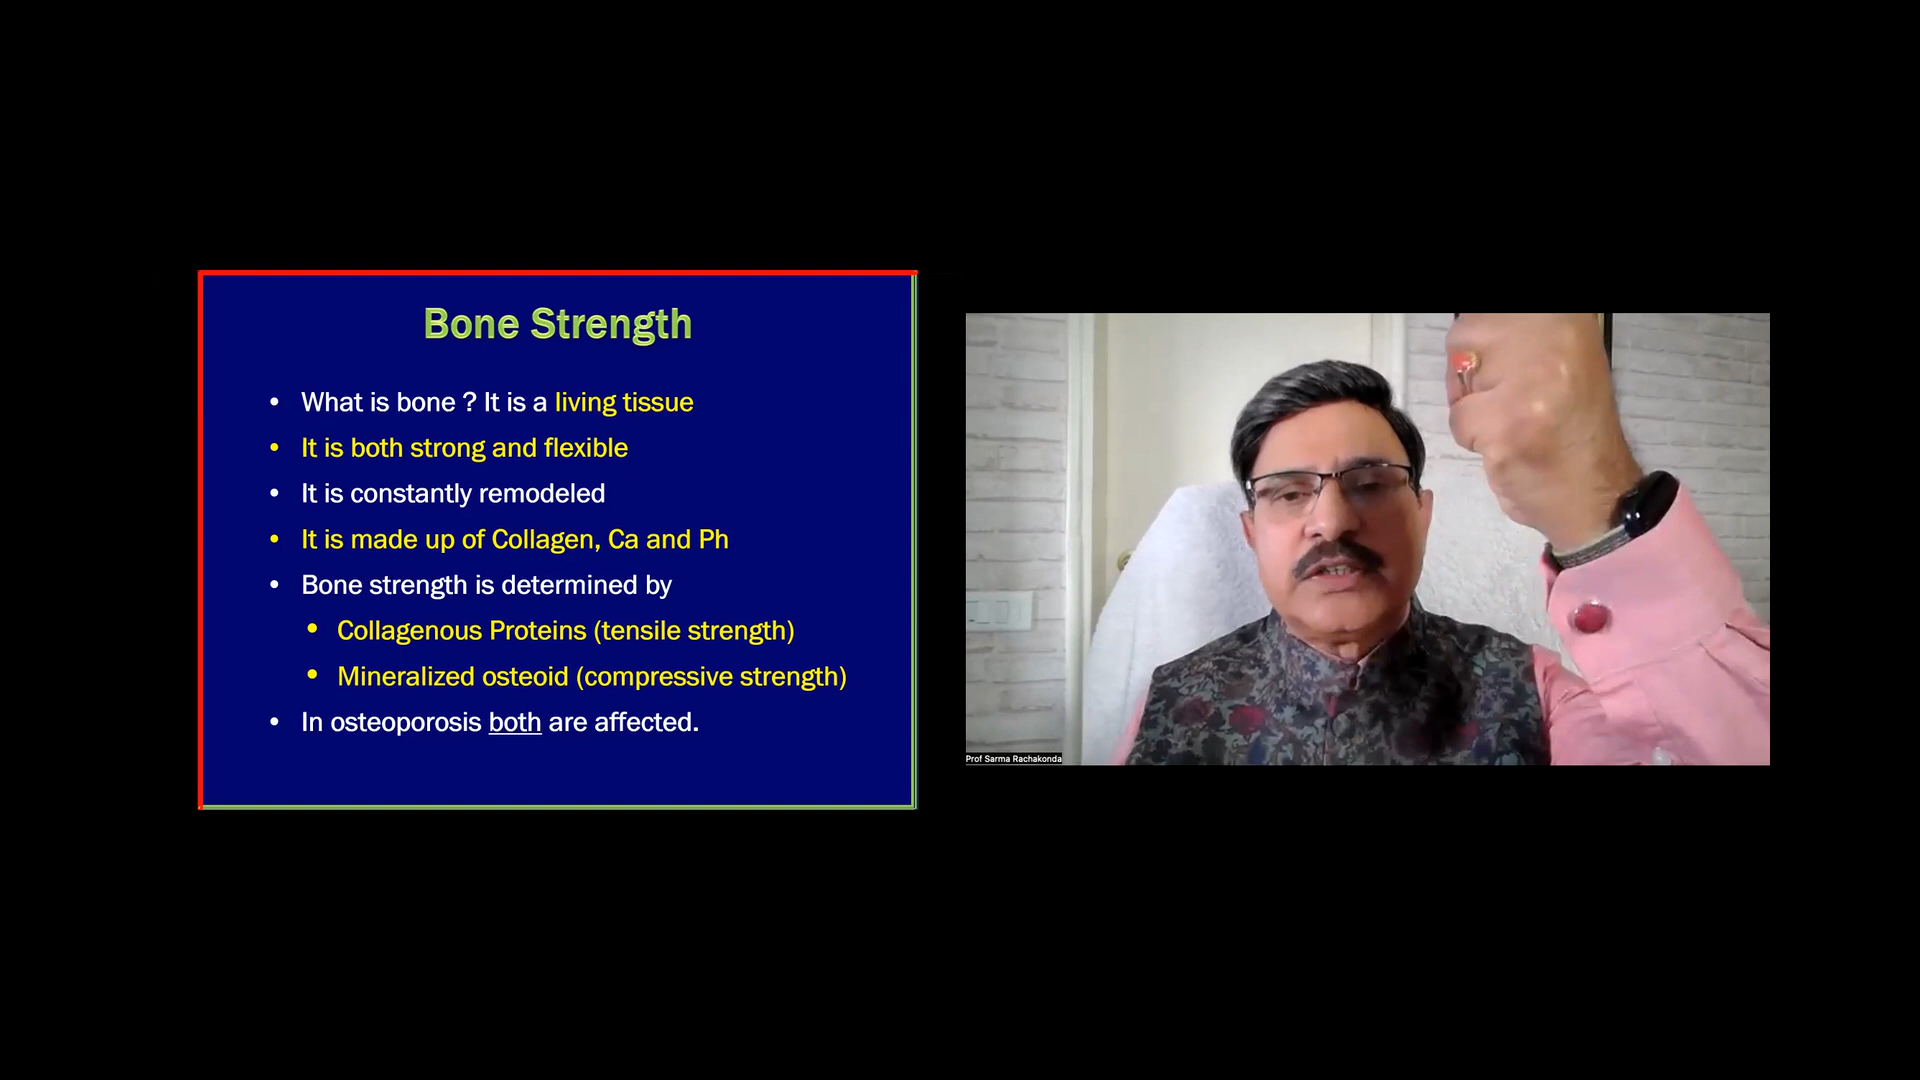 Bone Strength
• What is bone ? It is a living tissue
• It is both strong and flexible
• It is constantly remodeled
• It is made up of Collagen, Ca and Ph
• Bone strength is determined by
• Collagenous Proteins (tensile strength)
• Mineralized osteoid (compressive strength)
• In osteoporosis both are affected.
Prof Sarma Rachakonda